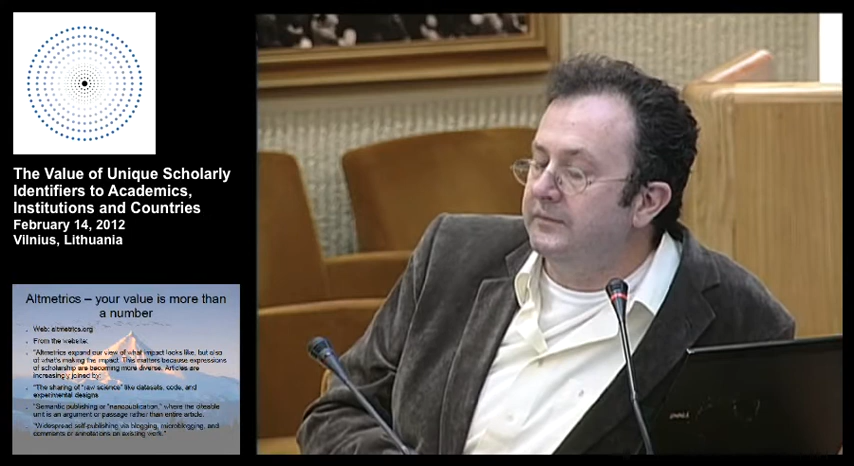 The Value of Unique Scholarly
Identifiers to Academics,
Institutions and Countries
February 14, 2012
Vilnius, Lithuania
Altmetrics – your value is more than
a number
Web: altmetrics.org
From the website:
"Altmetrics expand our view of what impact looks like, but also
of what's making the impact. This matters because expressions
of scholarship are becoming more diverse. Articles are
increasingly joined by:
"The sharing of "raw science" like datasets, code, and
experimental designs
"Semantic publishing or "nanopublication," where the citeable
unit is an argument or passage rather than entire article.
"Widespread self-publishing via blogging, microblogging, and
comments or annotations on existing work."
DELL